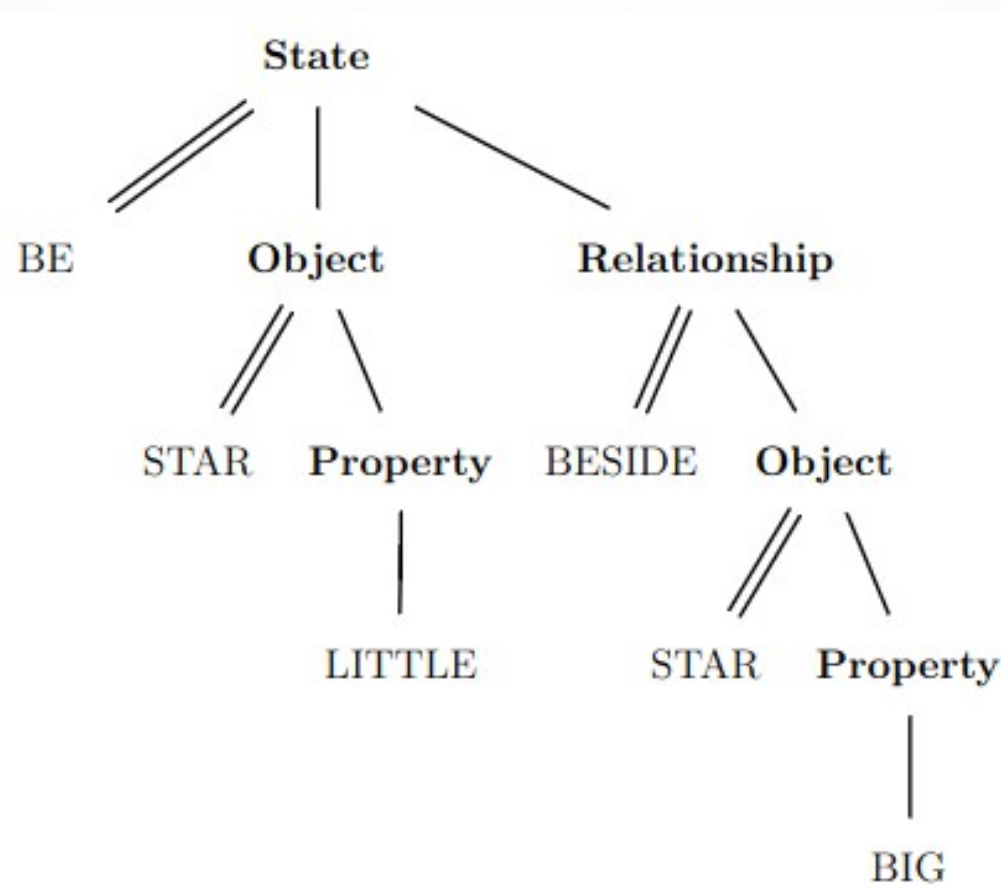 State
BE Object Relationship
STAR Property BESIDE Object
LITTLE STAR Property
BIG